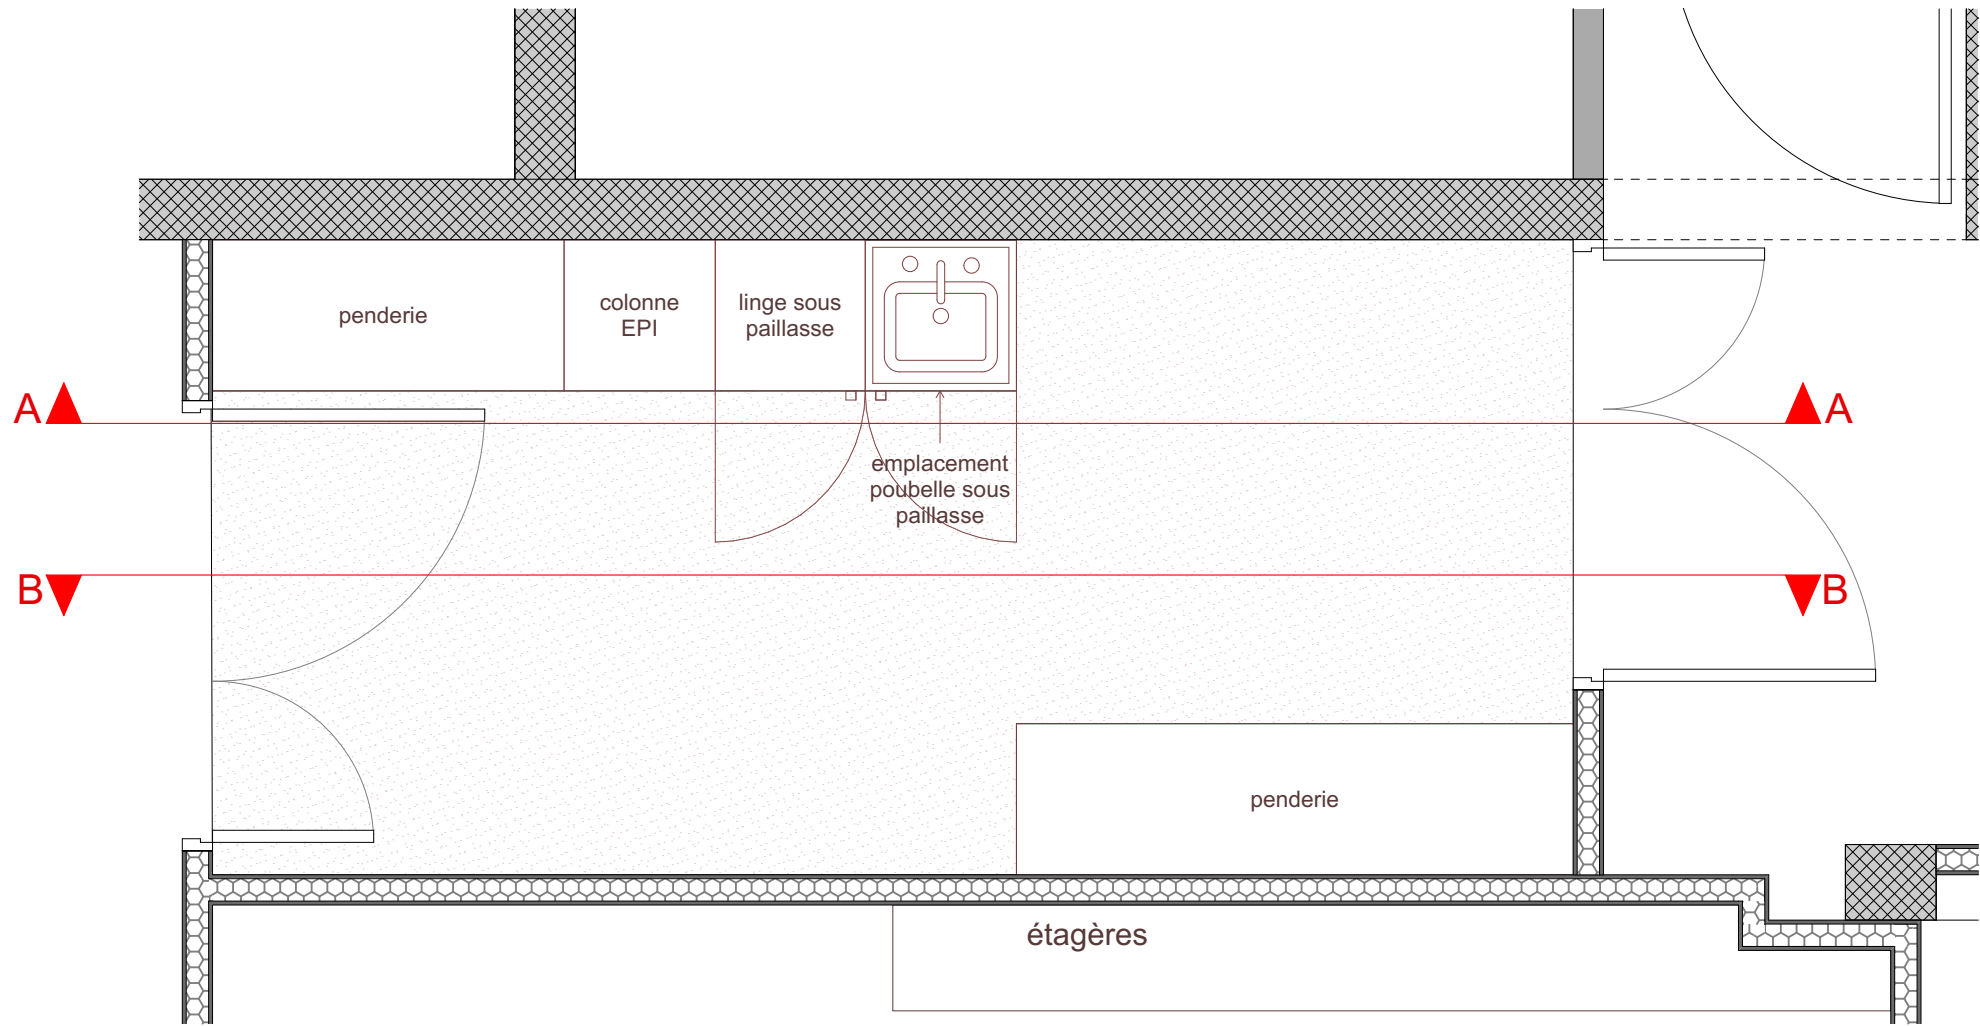 penderie
colonne
EPI
linge sous
paillasse
A
A
emplacement
poubelle sous
paillasse
B
B
penderie
étagères